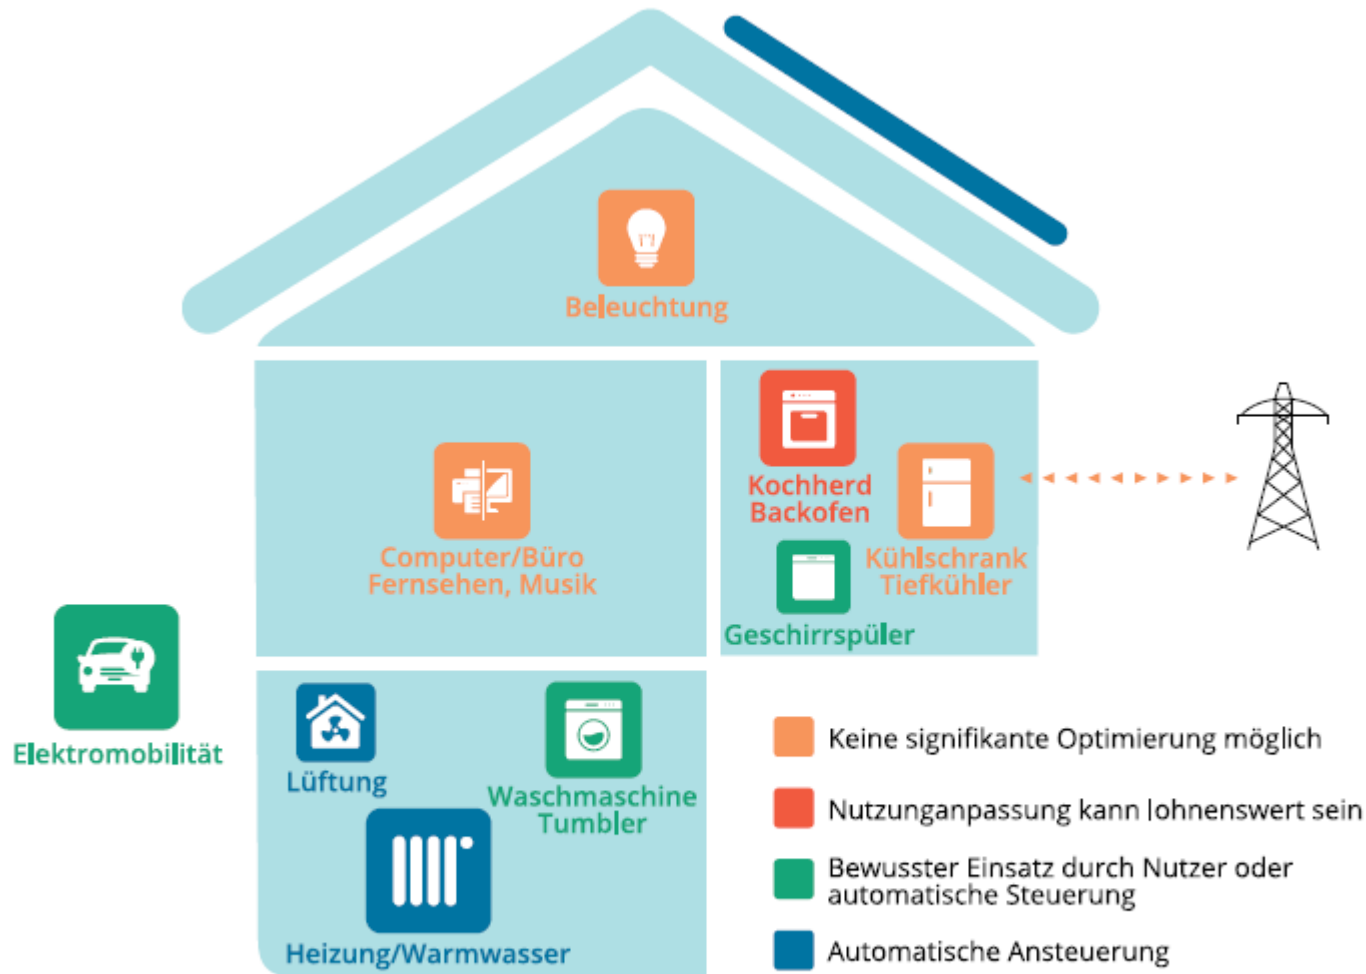 Beleuchtung
Computer/Büro
Fernsehen, Musik
Kochherd
Backofen
Kühlschrank
Tiefkühler
Geschirrspüler
Elektromobilität
Lüftung
Waschmaschine
Tumbler
Heizung/Warmwasser
Keine signifikante Optimierung möglich
Nutzunganpassung kann lohnenswert sein
Bewusster Einsatz durch Nutzer oder
automatische Steuerung
Automatische Ansteuerung